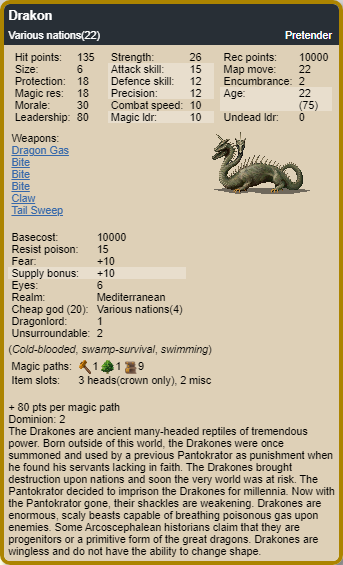 Drakon
Various nations(22) Pretender
Hit points: 135 Strength: 26 Rec points: 10000
Size: 6 Attack skill: 15 Map move: 22
Protection: 18 Defence skill: 12 Encumbrance: 2
Magic res: 18 Precision: 12 Age: 22
Morale: 30 Combat speed: 10 (75)
Leadership: 80 Magic ldr: 10 Undead ldr: 0
Weapons:
Dragon Gas
Bite
Bite
Bite
Claw
Tail Sweep
Basecost: 10000
Resist poison: 15
Fear: +10
Supply bonus: +10
Eyes: 6
Realm: Mediterranean
Cheap god (20): Various nations(4)
Dragonlord: 1
Unsurroundable: 2
(Cold-blooded, swamp-survival, swimming)
Magic paths: 1 1 9
Item slots: 3 heads(crown only), 2 misc
+ 80 pts per magic path
Dominion: 2
The Drakones are ancient many-headed reptiles of tremendous
power. Born outside of this world, the Drakones were once
summoned and used by a previous Pantokrator as punishment when
he found his servants lacking in faith. The Drakones brought
destruction upon nations and soon the very world was at risk. The
Pantokrator decided to imprison the Drakones for millennia. Now with
the Pantokrator gone, their shackles are weakening. Drakones are
enormous, scaly beasts capable of breathing poisonous gas upon
enemies. Some Arcoscephalean historians claim that they are
progenitors or a primitive form of the great dragons. Drakones are
wingless and do not have the ability to change shape.